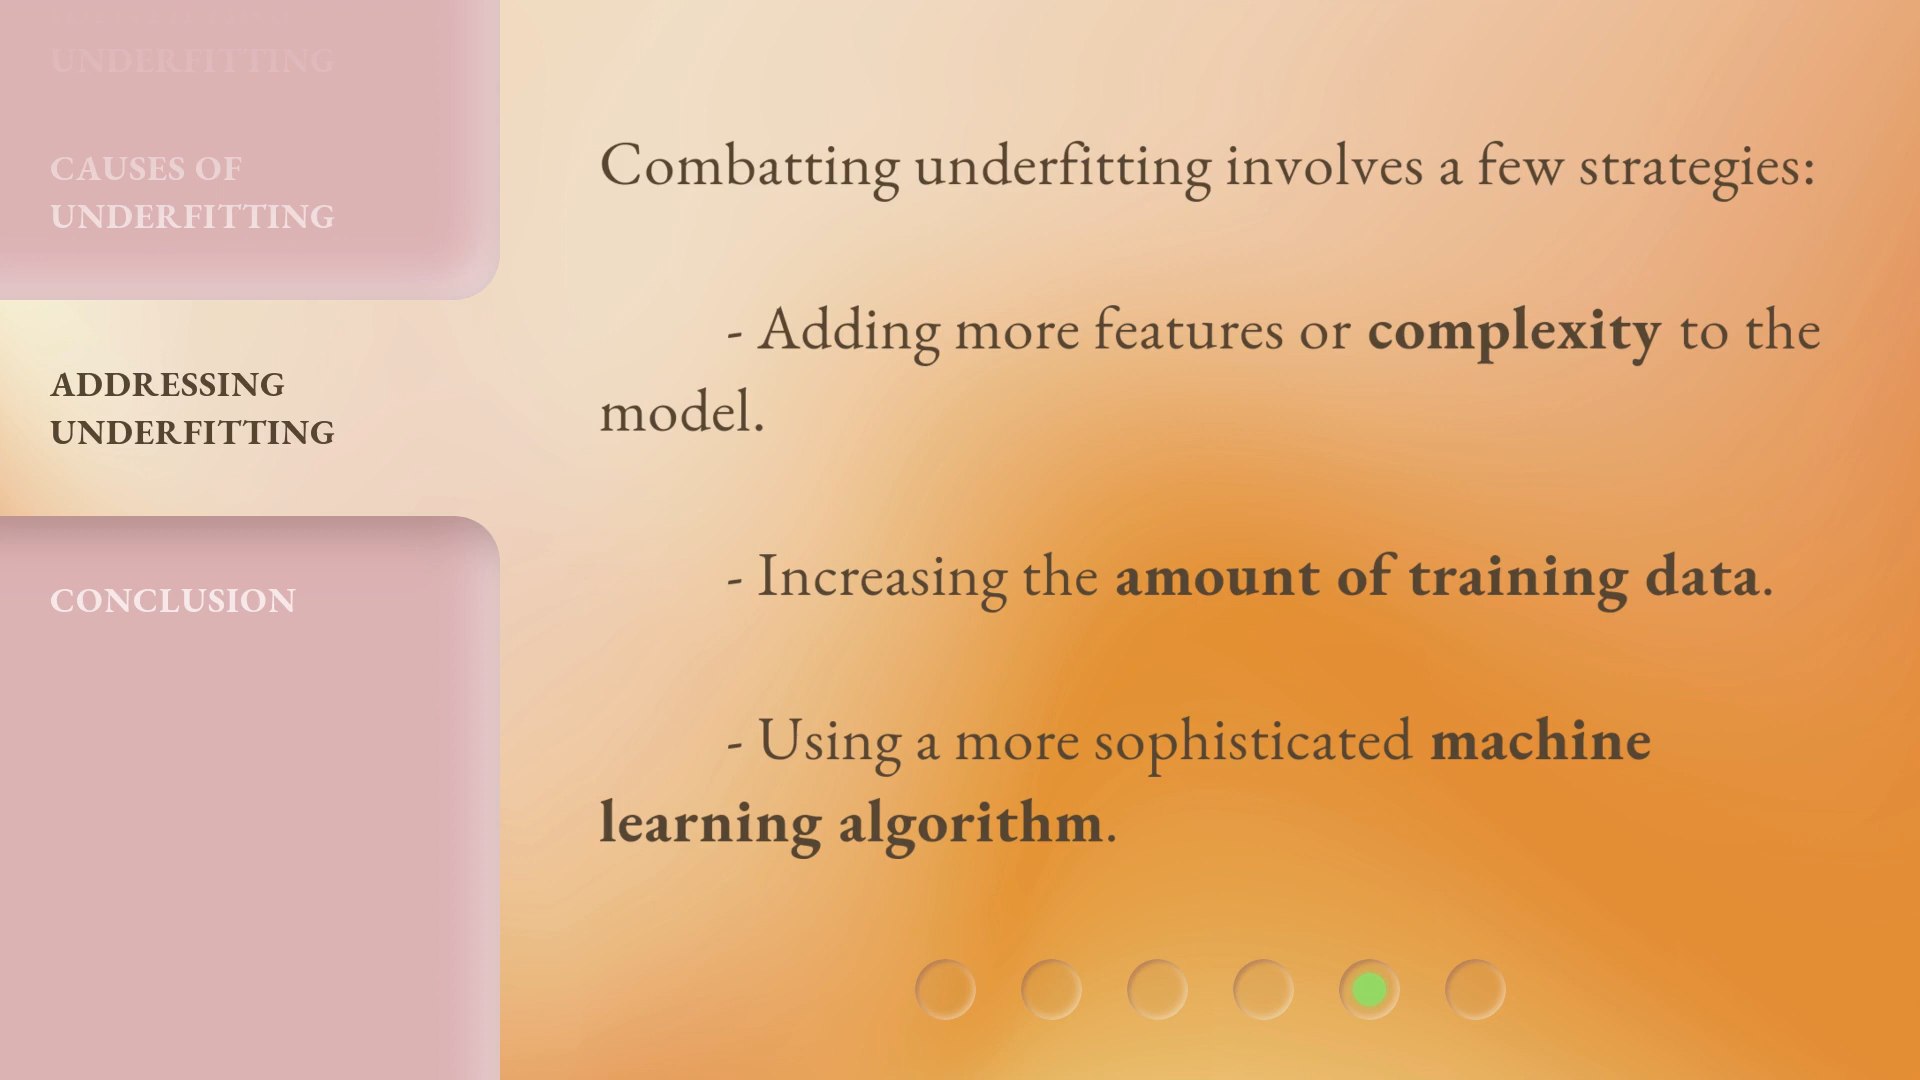 UNDERFITTING
CAUSES OF
UNDERFITTING
ADDRESSING
UNDERFITTING
CONCLUSION
Combatting underfitting involves a few strategies:
- Adding more features or complexity to the
model.
- Increasing the amount of training data.
- Using a more sophisticated machine
learning algorithm.